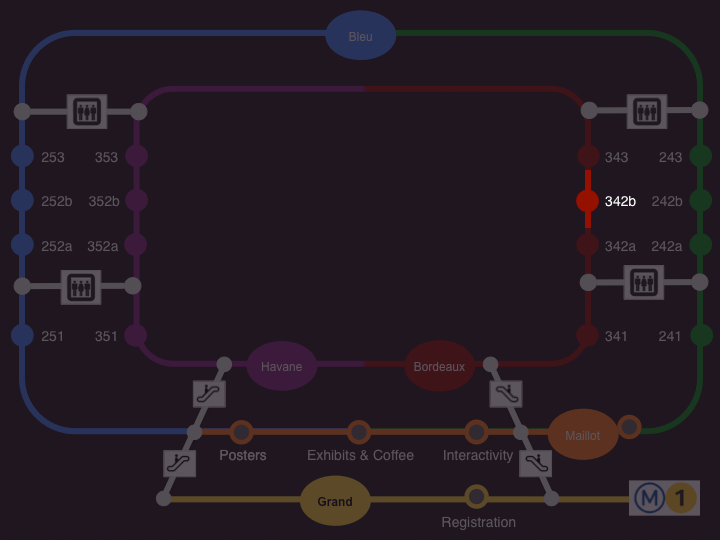 Bleu
253 353 343 243
252b 352b 342b 242b
252a 352a 342a 242a
251 351 341 241
Havane Bordeaux
Maillot
Posters Exhibits & Coffee Interactivity
Grand
M 1
Registration